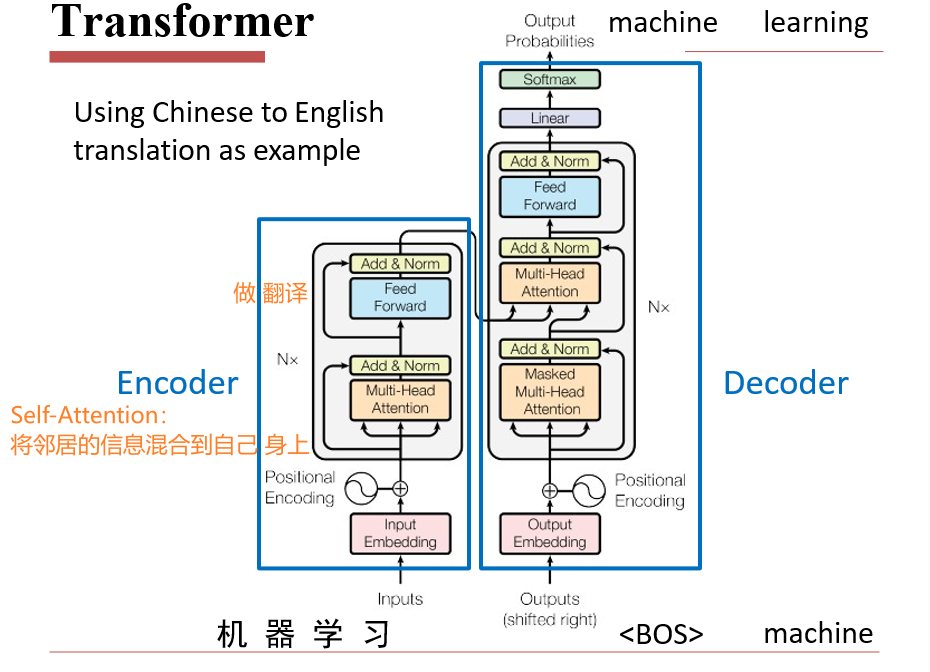 Transformer
machine learning
Using Chinese to English
translation as example
Output
Probabilities
Softmax
Linear
Add & Norm
Feed
Forward
Add & Norm
Multi-Head
Attention
Add & Norm
Masked
Multi-Head
Attention
N×
Decoder
Positional
Encoding
Output
Embedding
Outputs
(shifted right)
<BOS> machine
Add & Norm
Feed
Forward
做 翻译
N×
Add & Norm
Multi-Head
Attention
Encoder
Self-Attention：
将邻居的信息混合到自己 身上
Positional
Encoding
Input
Embedding
Inputs
机 器 学 习